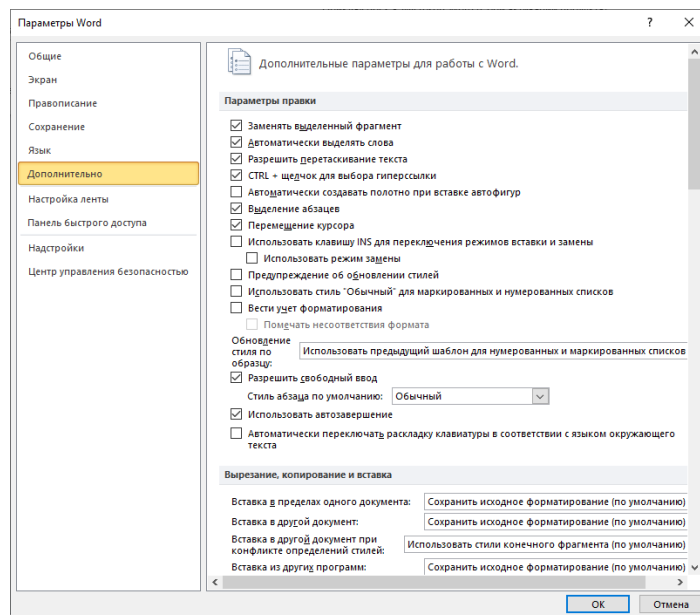 Параметры Word
? ×
Общие
Экран
Правописание
Сохранение
Язык
Дополнительно
Настройка ленты
Панель быстрого доступа
Надстройки
Центр управления безопасностью
Дополнительные параметры для работы с Word.
Параметры правки
Заменять выделенный фрагмент
Автоматически выделять слова
Разрешить перетаскивание текста
CTRL + щелчок для выбора гиперссылки
Автоматически создавать полотно при вставке автофигур
Выделение абзацев
Перемещение курсора
Использовать клавишу INS для переключения режимов вставки и замены
Использовать режим замены
Предупреждение об обновлении стилей
Использовать стиль "Обычный" для маркированных и нумерованных списков
Вести учет форматирования
Помечать несоответствия формата
Обновление
стиля по
образцу:
Использовать предыдущий шаблон для нумерованных и маркированных списков
Разрешить свободный ввод
Стиль абзаца по умолчанию: Обычный
Использовать автозавершение
Автоматически переключать раскладку клавиатуры в соответствии с языком окружающего
текста
Вырезание, копирование и вставка
Вставка в пределах одного документа: Сохранить исходное форматирование (по умолчанию)
Вставка в другой документ: Сохранить исходное форматирование (по умолчанию)
Вставка в другой документ при
конфликте определений стилей: Использовать стили конечного фрагмента (по умолчанию)
Вставка из других программ: Сохранить исходное форматирование (по умолчанию)
ОК Отмена